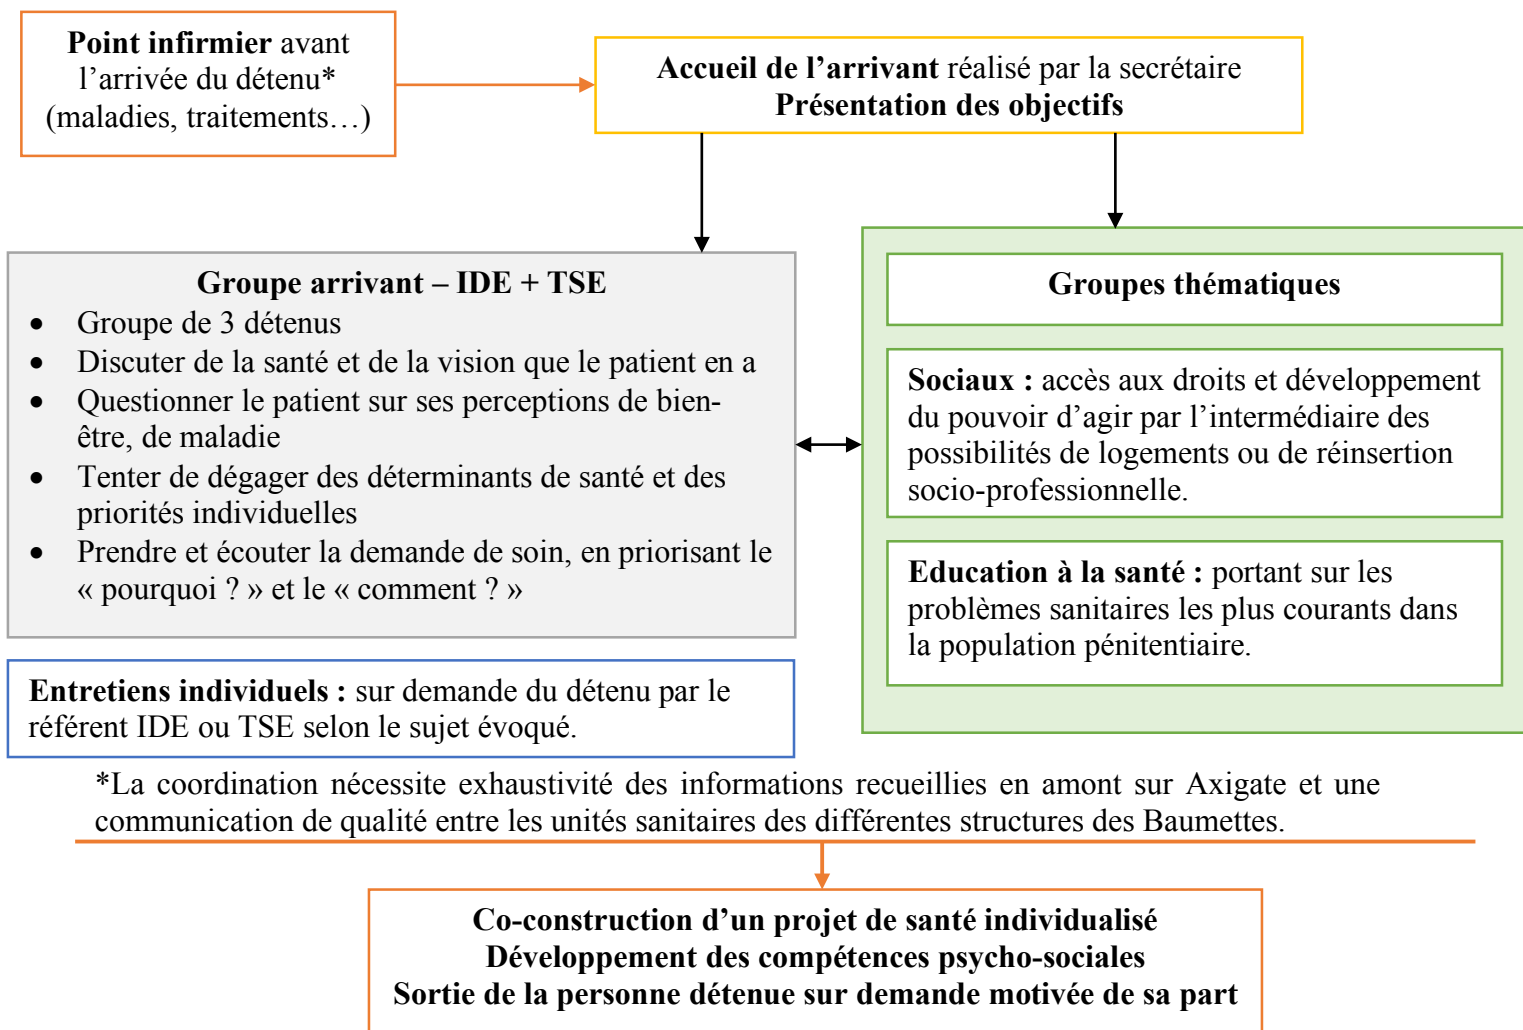 Point infirmier avant
l’arrivée du détenu*
(maladies, traitements…)
Accueil de l’arrivant réalisé par la secrétaire
Présentation des objectifs
Groupe arrivant – IDE + TSE
• Groupe de 3 détenus
• Discuter de la santé et de la vision que le patient en a
• Questionner le patient sur ses perceptions de bien-
être, de maladie
• Tenter de dégager des déterminants de santé et des
priorités individuelles
• Prendre et écouter la demande de soin, en priorisant le
« pourquoi ? » et le « comment ? »
Groupes thématiques
Sociaux : accès aux droits et développement
du pouvoir d’agir par l’intermédiaire des
possibilités de logements ou de réinsertion
socio-professionnelle.
Education à la santé : portant sur les
problèmes sanitaires les plus courants dans
la population pénitentiaire.
Entretiens individuels : sur demande du détenu par le
référent IDE ou TSE selon le sujet évoqué.
*La coordination nécessite exhaustivité des informations recueillies en amont sur Axigate et une
communication de qualité entre les unités sanitaires des différentes structures des Baumettes.
Co-construction d’un projet de santé individualisé
Développement des compétences psycho-sociales
Sortie de la personne détenue sur demande motivée de sa part